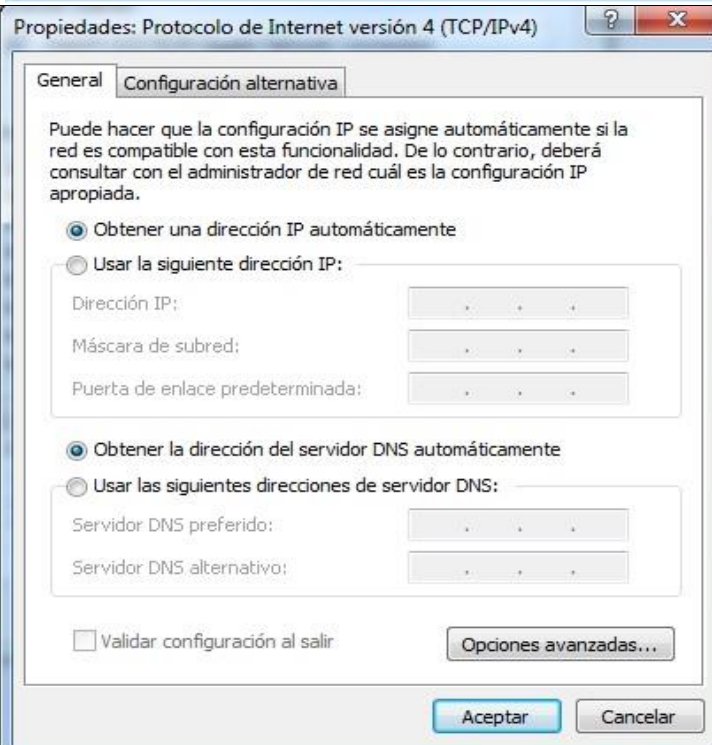 Propiedades: Protocolo de Internet versión 4 (TCP/IPv4)
General
Configuración alternativa
Puede hacer que la configuración IP se asigne automáticamente si la
red es compatible con esta funcionalidad. De lo contrario, deberá
consultar con el administrador de red cuál es la configuración IP
apropiada.
Obtener una dirección IP automáticamente
Usar la siguiente dirección IP:
Dirección IP:
Máscara de subred:
Puerta de enlace predeterminada:
Obtener la dirección del servidor DNS automáticamente
Usar las siguientes direcciones de servidor DNS:
Servidor DNS preferido:
Servidor DNS alternativo:
Validar configuración al salir
Opciones avanzadas...
Aceptar
Cancelar